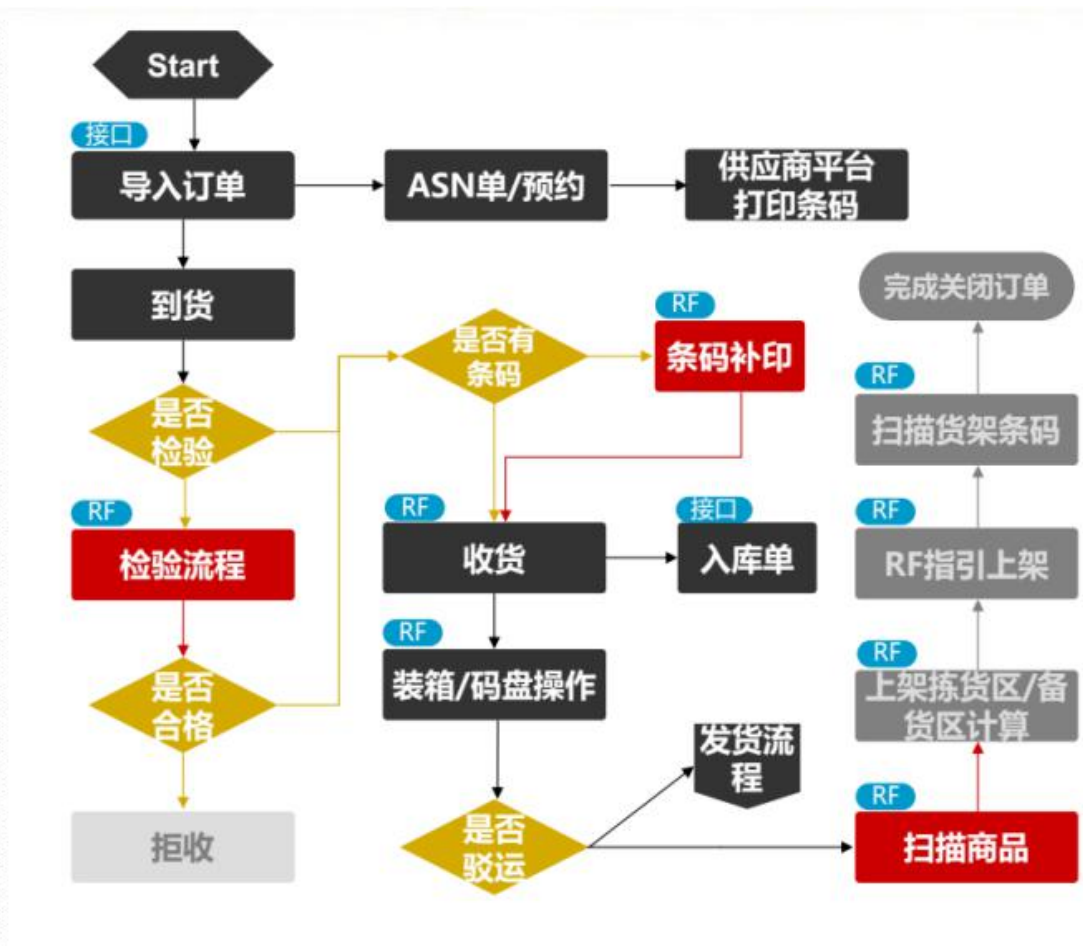 Start
接口
导入订单
ASN单/预约
供应商平台
打印条码
到货
完成关闭订单
RF
是否有
条码
条码补印
RF
扫描货架条码
是否
检验
RF
检验流程
RF
收货
接口
入库单
RF
RF指引上架
RF
装箱/码盘操作
RF
上架拣货区/备
货区计算
是否
合格
发货流
程
拒收
是否
驳运
RF
扫描商品